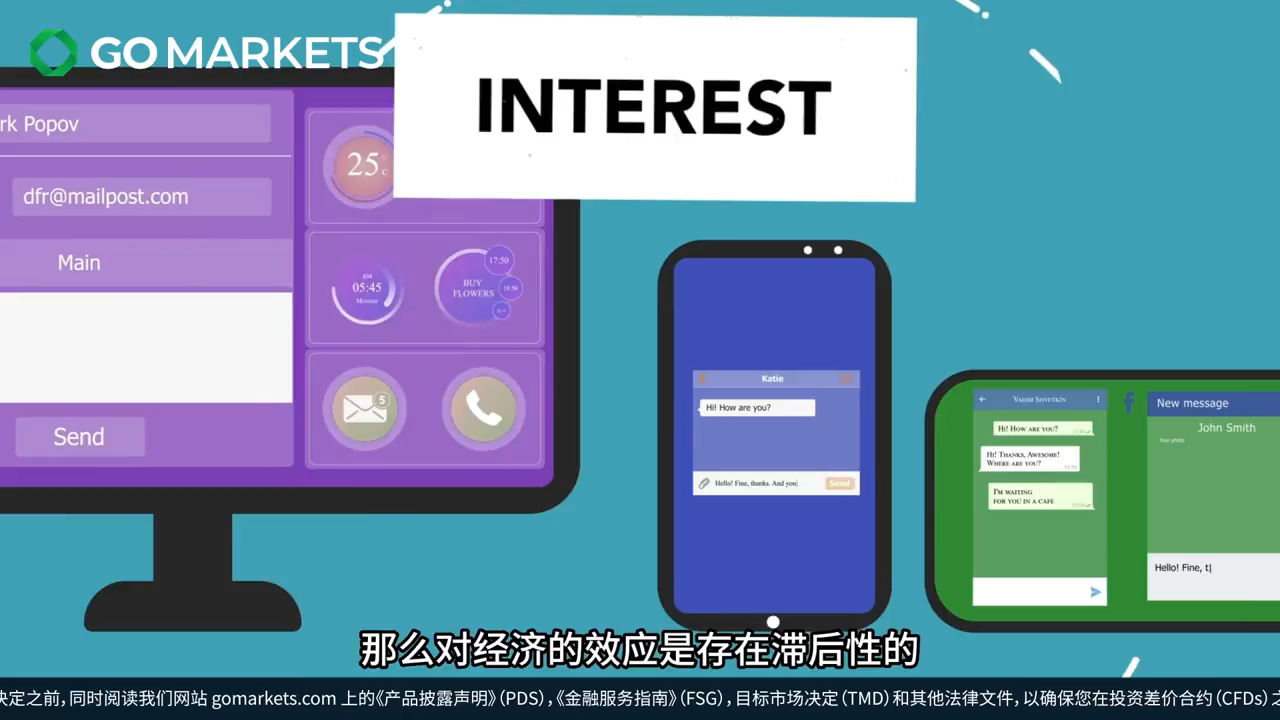 GO MARKETS
INTEREST
rk Popov
dfr@mailpost.com
Main
Send
25
C
AM
05:45
17:50
BUY
FLOWERS
18:50
5
Katie
Hi! How are you?
Hello! Fine, thanks. And you|
Send
Vadim Sovetkin
Hi! How are you?
Hi! Thanks, Awesome!
Where are you?
I'm waiting
for you in a cafe
f
New message
John Smith
Hello! Fine, t|
那么对经济的效应是存在滞后性的
决定之前，同时阅读我们网站 gomarkets.com 上的《产品披露声明》（PDS），《金融服务指南》（FSG），目标市场决定（TMD）和其他法律文件，以确保您在投资差价合约（CFDs）之